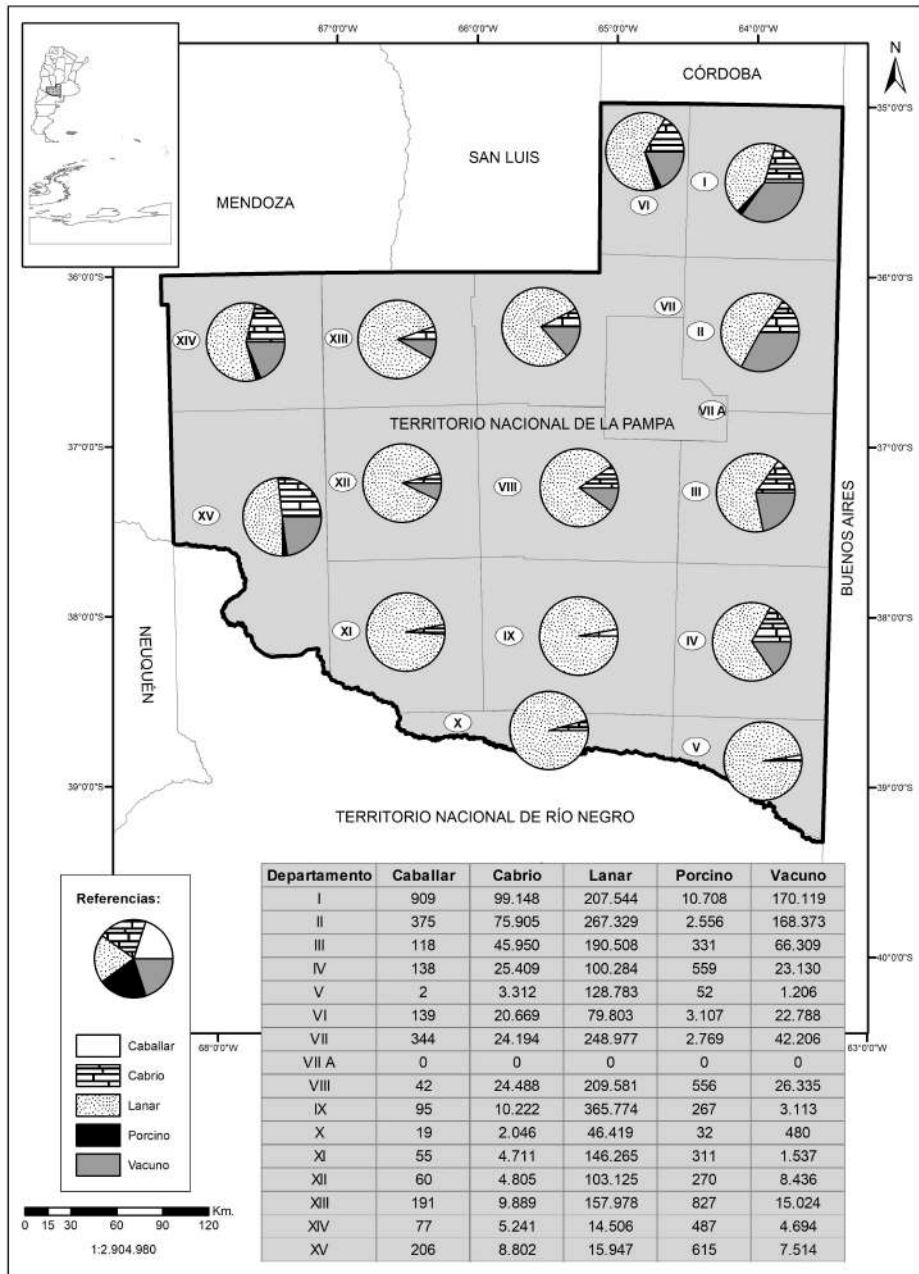 67°0'0"W 66°0'0"W 65°0'0"W 64°0'0"W
N
CÓRDOBA
35°0'0"S
SAN LUIS
MENDOZA
VI
I
36°0'0"S 36°0'0"S
VII
XIV
XIII
II
VII A
TERRITORIO NACIONAL DE LA PAMPA
37°0'0"S 37°0'0"S
XII
VIII
III
XV
BUENOS AIRES
38°0'0"S 38°0'0"S
XI
IX
IV
NEUQUÉN
X
V
39°0'0"S 39°0'0"S
TERRITORIO NACIONAL DE RÍO NEGRO
Departamento Caballar Cabrio Lanar Porcino Vacuno
I 909 99.148 207.544 10.708 170.119
II 375 75.905 267.329 2.556 168.373
III 118 45.950 190.508 331 66.309
IV 138 25.409 100.284 559 23.130
V 2 3.312 128.783 52 1.206
VI 139 20.669 79.803 3.107 22.788
VII 344 24.194 248.977 2.769 42.206
VII A 0 0 0 0 0
VIII 42 24.488 209.581 556 26.335
IX 95 10.222 365.774 267 3.113
X 19 2.046 46.419 32 480
XI 55 4.711 146.265 311 1.537
XII 60 4.805 103.125 270 8.436
XIII 191 9.889 157.978 827 15.024
XIV 77 5.241 14.506 487 4.694
XV 206 8.802 15.947 615 7.514
40°0'0"S
68°0'0"W 63°0'0"W
Referencias:
Caballar
Cabrio
Lanar
Porcino
Vacuno
Km.
0 15 30 60 90 120
1:2.904.980